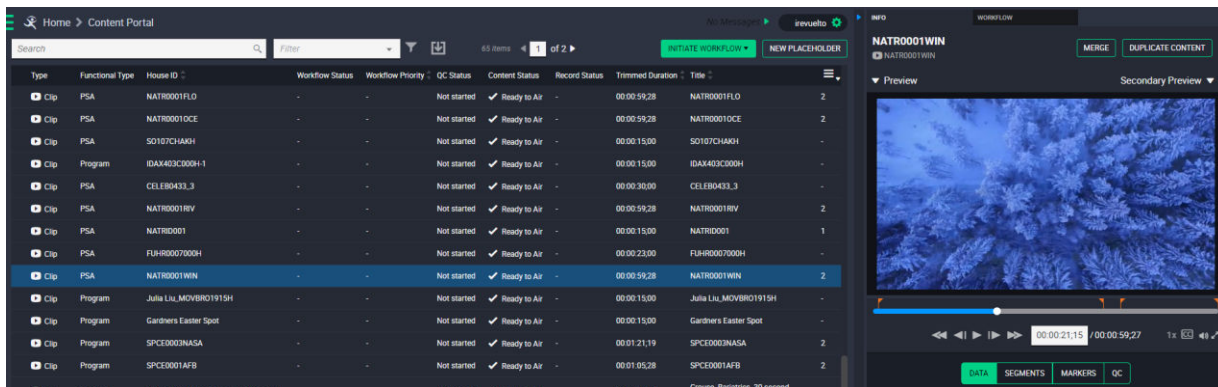 Home > Content Portal
No Messages
irevuelto
Search
Filter
65 items 1 of 2
INITIATE WORKFLOW
NEW PLACEHOLDER
Type Functional Type House ID Workflow Status Workflow Priority QC Status Content Status Record Status Trimmed Duration Title
Clip PSA NATR0001FLO - - Not started Ready to Air - 00:00:59;28 NATR0001FLO 2
Clip PSA NATR0001OCE - - Not started Ready to Air - 00:00:59;28 NATR0001OCE 2
Clip PSA SO107CHAKH - - Not started Ready to Air - 00:00:15;00 SO107CHAKH -
Clip Program IDAX403C000H-1 - - Not started Ready to Air - 00:00:15;00 IDAX403C000H -
Clip PSA CELEB0433_3 - - Not started Ready to Air - 00:00:30;00 CELEB0433_3 -
Clip PSA NATR0001RIV - - Not started Ready to Air - 00:00:59;28 NATR0001RIV 2
Clip PSA NATRID001 - - Not started Ready to Air - 00:00:15;00 NATRID001 1
Clip PSA FUHR0007000H - - Not started Ready to Air - 00:00:23;00 FUHR0007000H -
Clip PSA NATR0001WIN - - Not started Ready to Air - 00:00:59;28 NATR0001WIN 2
Clip Program Julia Liu_MOVBRO1915H - - Not started Ready to Air - 00:00:15;00 Julia Liu_MOVBRO1915H -
Clip Program Gardners Easter Spot - - Not started Ready to Air - 00:00:15;00 Gardners Easter Spot -
Clip Program SPCE0003NASA - - Not started Ready to Air - 00:01:21;19 SPCE0003NASA 2
Clip Program SPCE0001AFB - - Not started Ready to Air - 00:01:05;28 SPCE0001AFB 2
INFO
WORKFLOW
NATR0001WIN
NATR0001WIN
MERGE
DUPLICATE CONTENT
Preview
Secondary Preview
00:00:21;15 / 00:00:59;27
1x CC
DATA SEGMENTS MARKERS QC